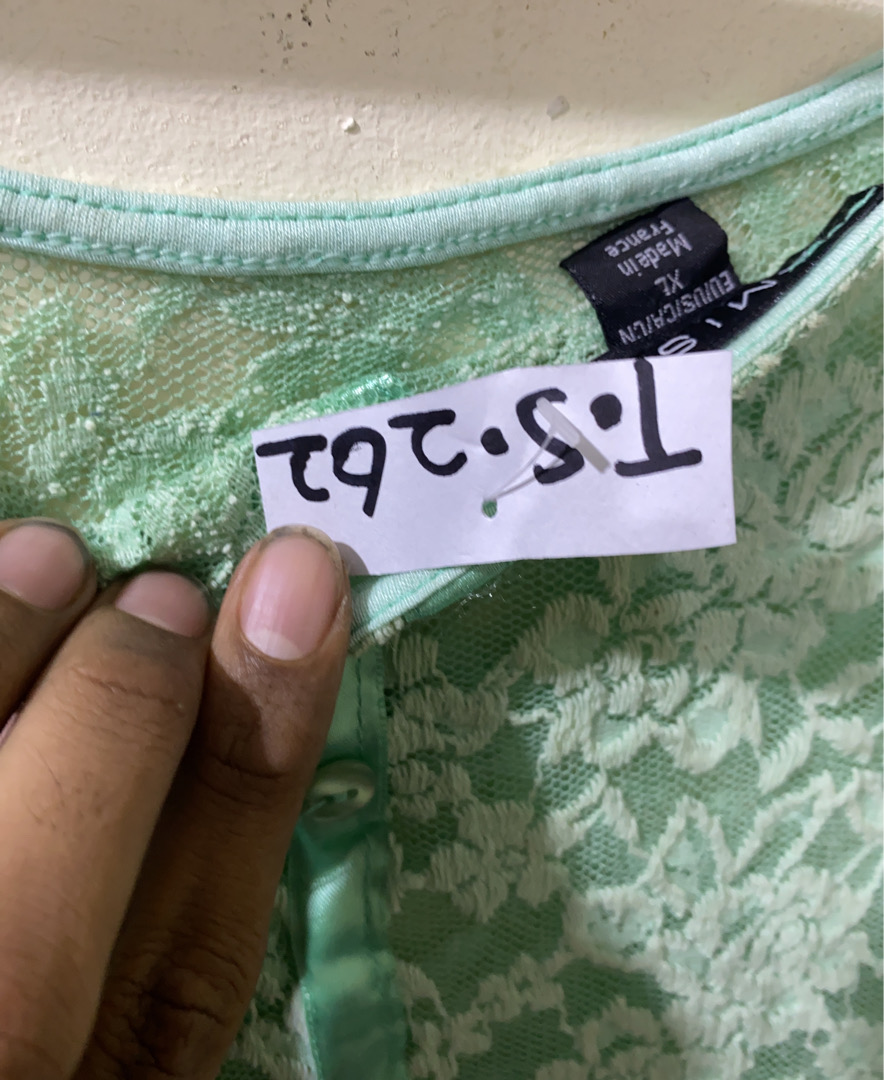 T.S.262
EU/US/CA/CN
XL
Made in
France